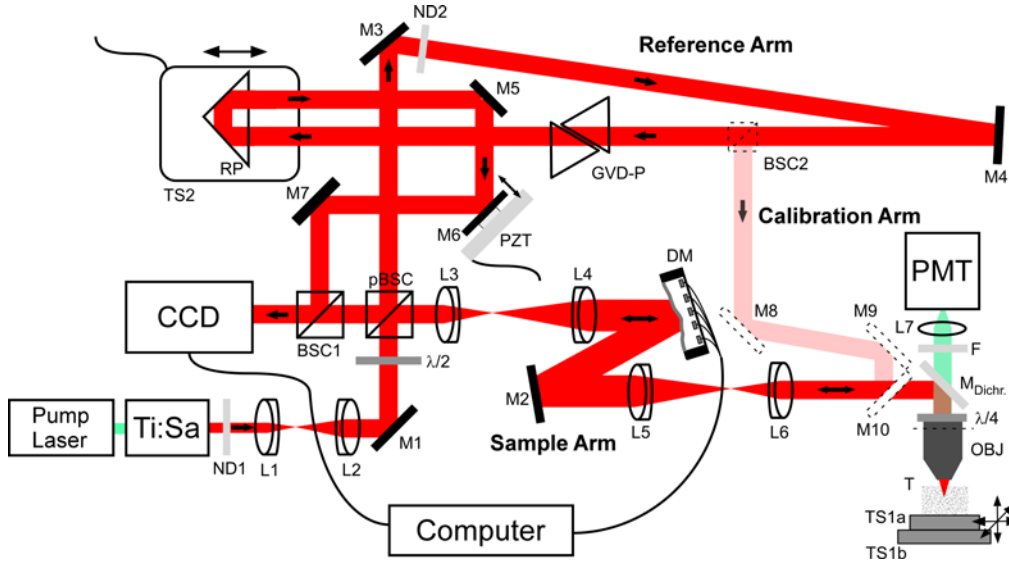 M3
ND2
Reference Arm
M5
RP
TS2
M7
M6
PZT
GVD-P
BSC2
M4
Calibration Arm
PMT
pBSC
L3
L4
DM
M8
M9
L7
F
CCD
BSC1
λ/2
M2
L5
L6
M10
MDichr.
λ/4
OBJ
Sample Arm
Pump
Laser
Ti:Sa
ND1
L1
L2
M1
T
TS1a
TS1b
Computer